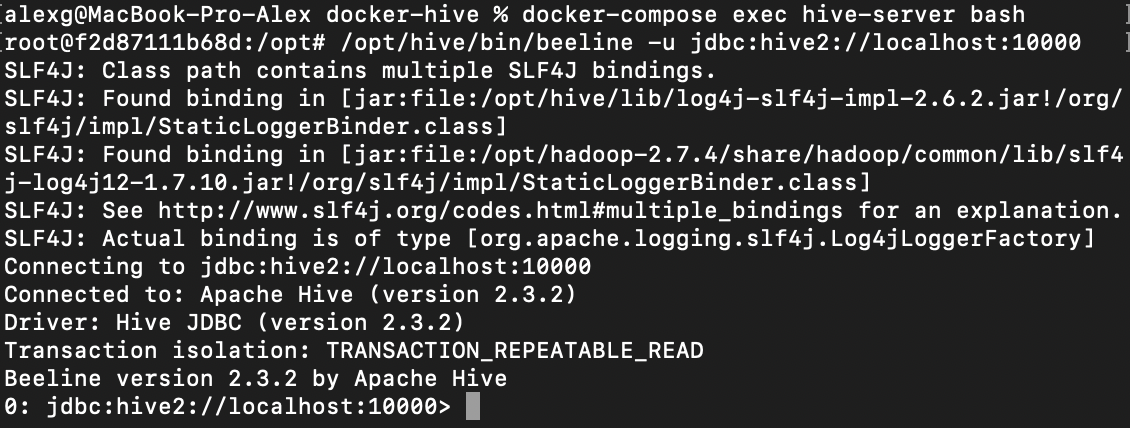 [alexg@MacBook-Pro-Alex docker-hive % docker-compose exec hive-server bash ]
[root@f2d87111b68d:/opt# /opt/hive/bin/beeline -u jdbc:hive2://localhost:10000 ]
SLF4J: Class path contains multiple SLF4J bindings.
SLF4J: Found binding in [jar:file:/opt/hive/lib/log4j-slf4j-impl-2.6.2.jar!/org/
slf4j/impl/StaticLoggerBinder.class]
SLF4J: Found binding in [jar:file:/opt/hadoop-2.7.4/share/hadoop/common/lib/slf4
j-log4j12-1.7.10.jar!/org/slf4j/impl/StaticLoggerBinder.class]
SLF4J: See http://www.slf4j.org/codes.html#multiple_bindings for an explanation.
SLF4J: Actual binding is of type [org.apache.logging.slf4j.Log4jLoggerFactory]
Connecting to jdbc:hive2://localhost:10000
Connected to: Apache Hive (version 2.3.2)
Driver: Hive JDBC (version 2.3.2)
Transaction isolation: TRANSACTION_REPEATABLE_READ
Beeline version 2.3.2 by Apache Hive
0: jdbc:hive2://localhost:10000>